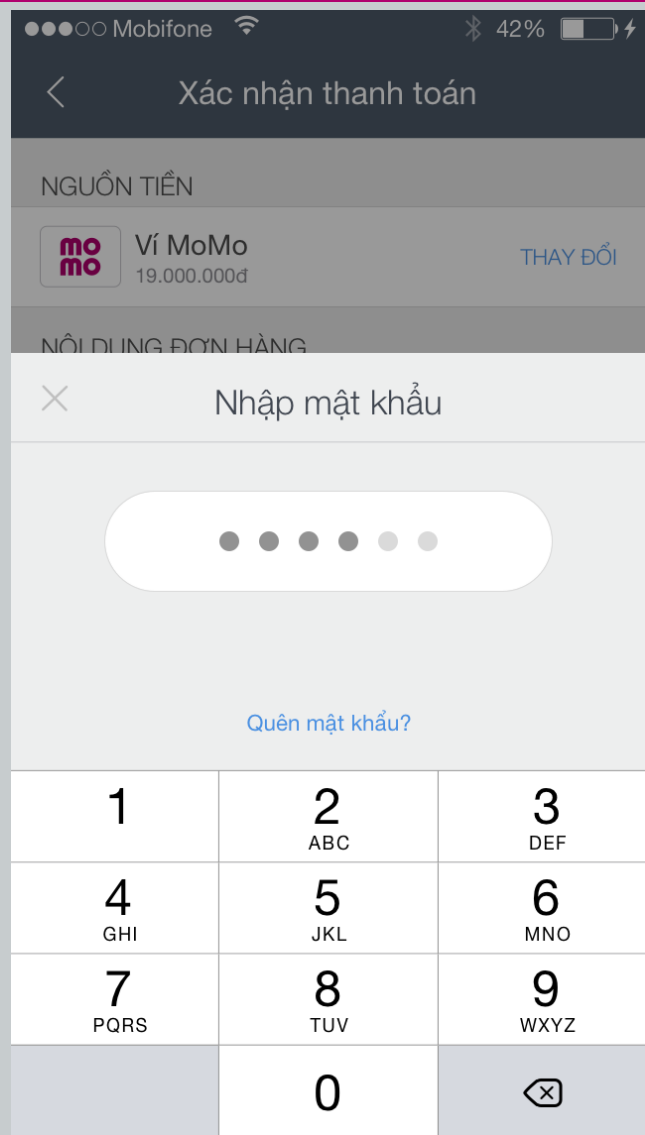 Mobifone 42%
Xác nhận thanh toán
NGUỒN TIỀN
mo
mo
Ví MoMo
19.000.000đ
THAY ĐỔI
NỘI DUNG ĐƠN HÀNG
Nhập mật khẩu
Quên mật khẩu?
1 2 3
ABC DEF
4 5 6
GHI JKL MNO
7 8 9
PQRS TUV WXYZ
0